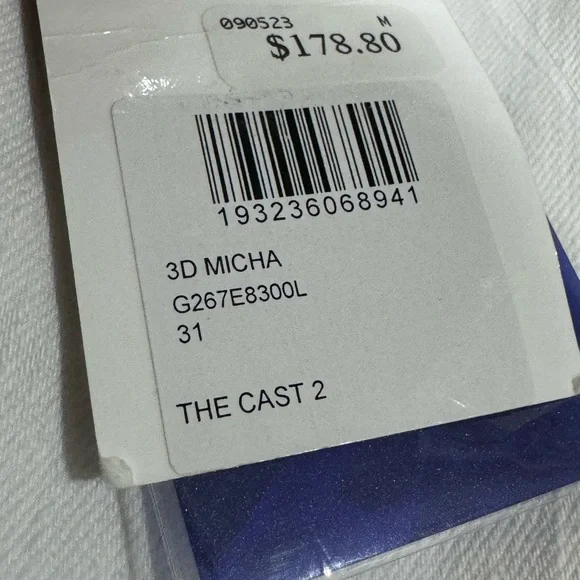 090523 M
$178.80
193236068941
3D MICHA
G267E8300L
31
THE CAST 2